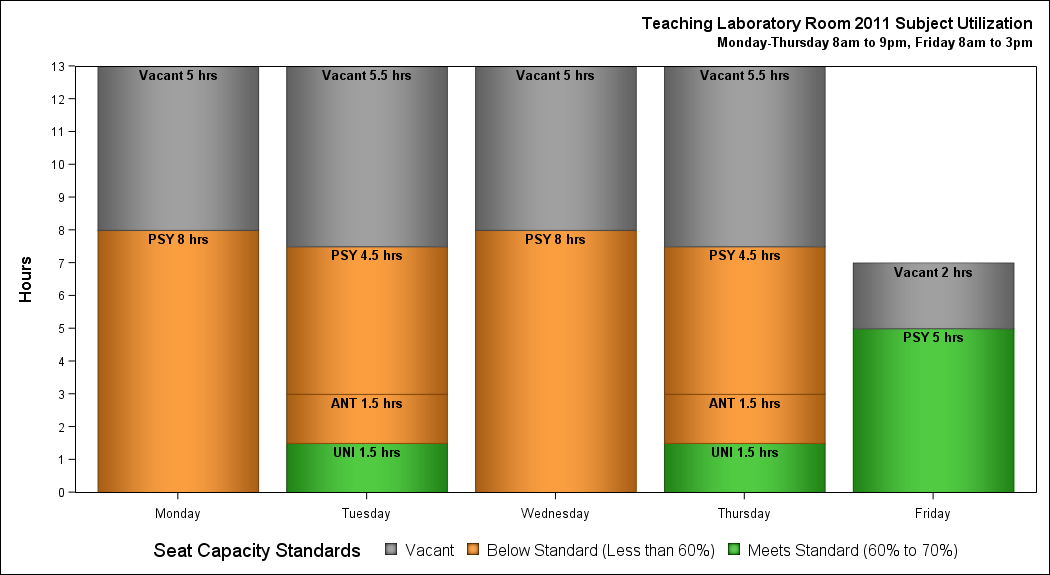 Teaching Laboratory Room 2011 Subject Utilization
Monday-Thursday 8am to 9pm, Friday 8am to 3pm
Hours
13
12
11
10
9
8
7
6
5
4
3
2
1
0
Vacant 5 hrs
PSY 8 hrs
Vacant 5.5 hrs
PSY 4.5 hrs
ANT 1.5 hrs
UNI 1.5 hrs
Vacant 5 hrs
PSY 8 hrs
Vacant 5.5 hrs
PSY 4.5 hrs
ANT 1.5 hrs
UNI 1.5 hrs
Vacant 2 hrs
PSY 5 hrs
Monday Tuesday Wednesday Thursday Friday
Seat Capacity Standards Vacant Below Standard (Less than 60%) Meets Standard (60% to 70%)